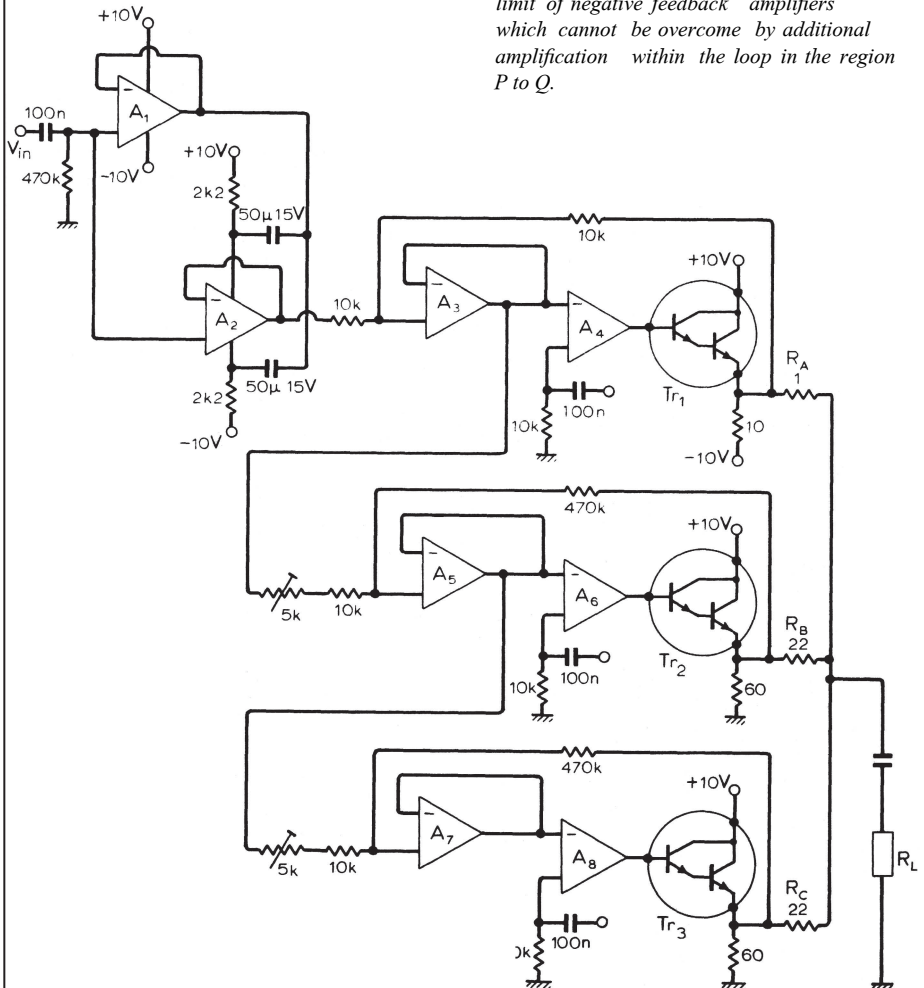 limit of negative feedback amplifiers
which cannot be overcome by additional
amplification within the loop in the region
P to Q.
+10V
A1
100n
Vin
470k
-10V
+10V
2k2
50μ 15V
A2
50μ 15V
2k2
-10V
10k
10k
A3
A4
+10V
Tr1
RA
1
10k
100n
10
-10V
470k
5k
10k
A5
A6
+10V
Tr2
RB
22
10k
100n
60
470k
5k
10k
A7
A8
+10V
Tr3
RC
22
0k
100n
60
RL